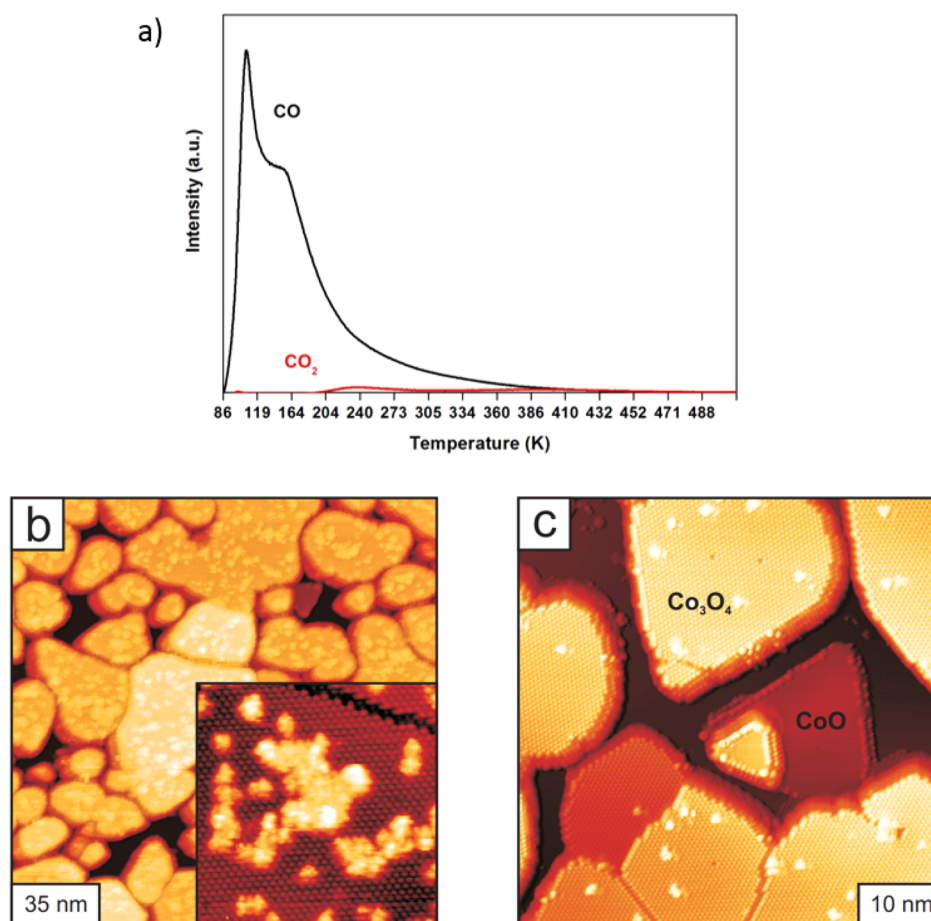 a)
Intensity (a.u.)
CO
CO₂
86 119 164 204 240 273 305 334 360 386 410 432 452 471 488
Temperature (K)
b
35 nm
c
Co₃O₄
CoO
10 nm